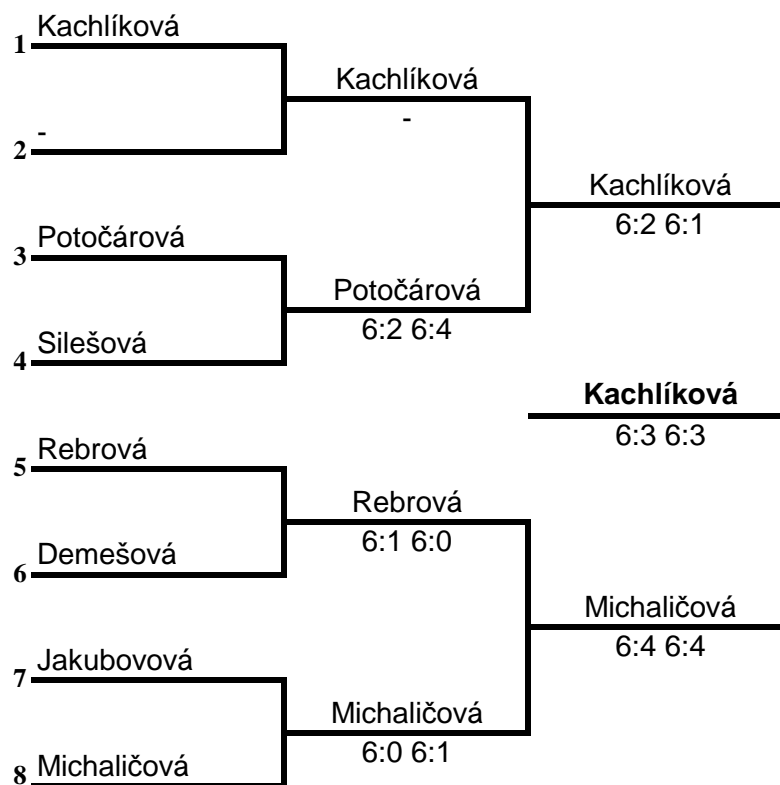 Kachlíková
1
Kachlíková
-
-
2
Kachlíková
6:2 6:1
Potočárová
3
Potočárová
6:2 6:4
Silešová
4
Kachlíková
6:3 6:3
Rebrová
5
Rebrová
6:1 6:0
Demešová
6
Michaličová
6:4 6:4
Jakubovová
7
Michaličová
6:0 6:1
Michaličová
8